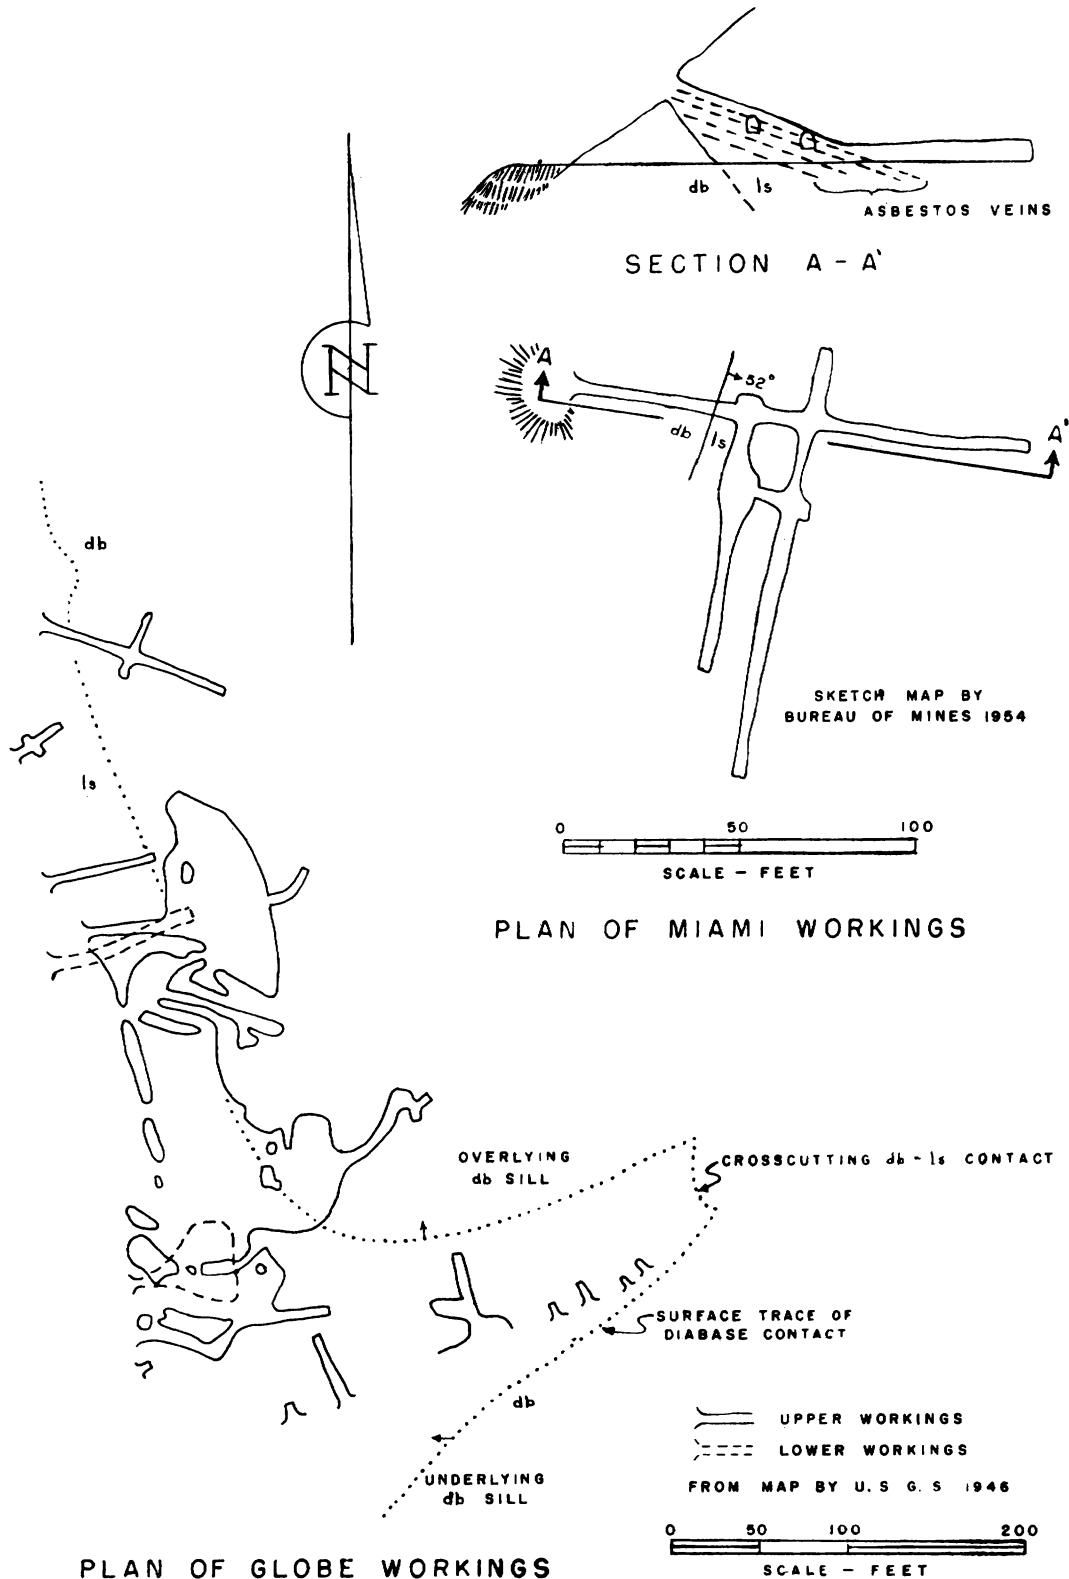 db ls
ASBESTOS VEINS
SECTION A - A'
N
A
52°
db ls
A'
SKETCH MAP BY
BUREAU OF MINES 1954
0 50 100
SCALE - FEET
PLAN OF MIAMI WORKINGS
db
ls
OVERLYING
db SILL
CROSSCUTTING db - ls CONTACT
SURFACE TRACE OF
DIABASE CONTACT
db
UNDERLYING
db SILL
UPPER WORKINGS
LOWER WORKINGS
FROM MAP BY U. S G. S 1946
0 50 100 200
SCALE - FEET
PLAN OF GLOBE WORKINGS